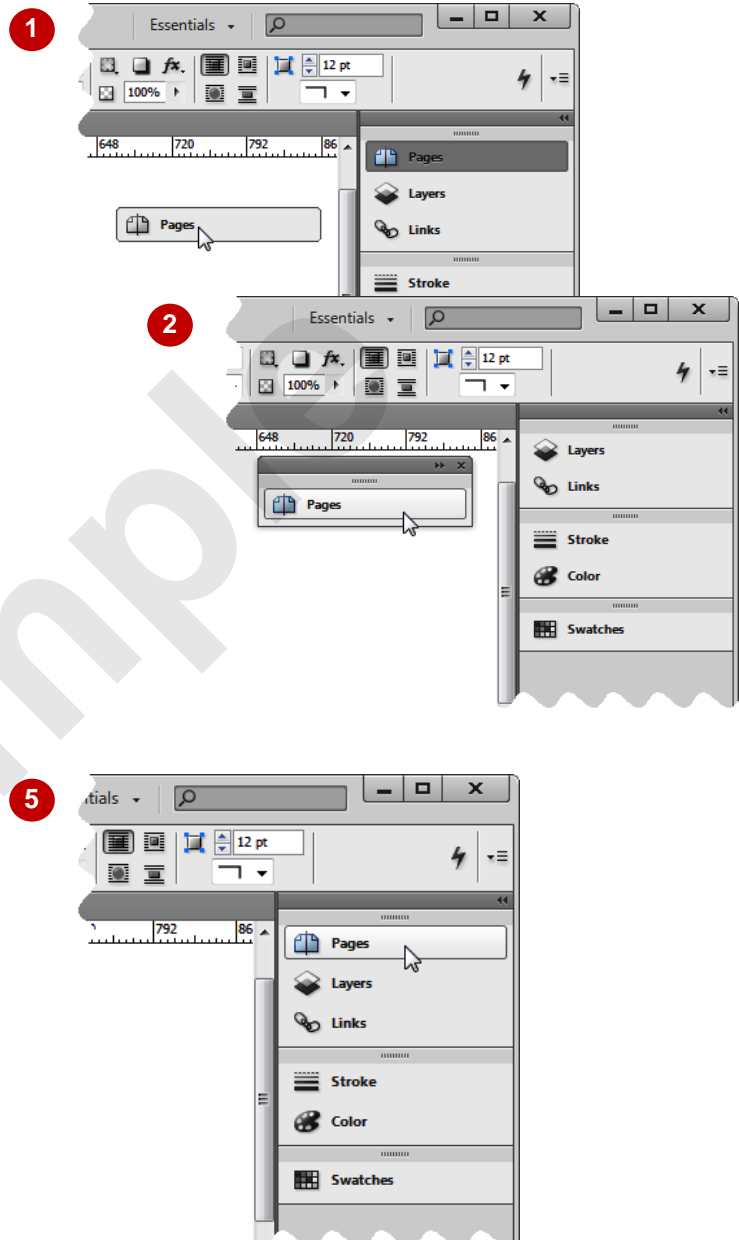 1
Essentials
fx.
12 pt
100%
648 720 792 86
Pages
Layers
Pages
Links
Stroke
2
Essentials
fx.
12 pt
100%
648 720 792 86
Layers
Links
Pages
Stroke
Color
Swatches
5
tials
12 pt
792 86
Pages
Layers
Links
Stroke
Color
Swatches
mple